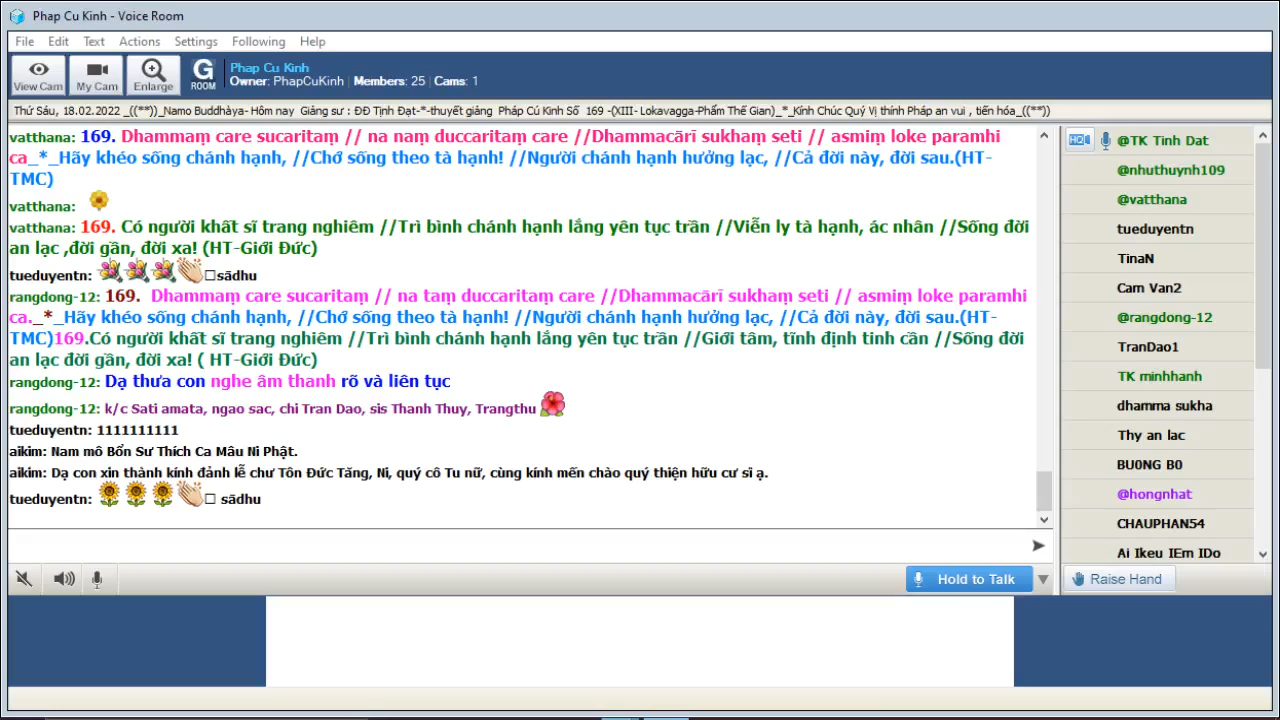 Phap Cu Kinh - Voice Room
File Edit Text Actions Settings Following Help
View Cam My Cam Enlarge G ROOM
Phap Cu Kinh
Owner: PhapCuKinh | Members: 25 | Cams: 1
Thứ Sáu, 18.02.2022 _((**))_Namo Buddhàya- Hôm nay Giảng sư : ĐĐ Tịnh Đạt-*-thuyết giảng Pháp Cú Kinh Số 169 -(XIII- Lokavagga-Phẩm Thế Gian)_*_Kính Chúc Quý Vị thính Pháp an vui , tiến hóa_((**))
vatthana: 169. Dhammaṃ care sucaritaṃ // na naṃ duccaritaṃ care //Dhammacārī sukhaṃ seti // asmiṃ loke paramhi
ca_*_Hãy khéo sống chánh hạnh, //Chớ sống theo tà hạnh! //Người chánh hạnh hưởng lạc, //Cả đời này, đời sau.(HT-
TMC)
vatthana:
vatthana: 169. Có người khất sĩ trang nghiêm //Trì bình chánh hạnh lắng yên tục trần //Viễn ly tà hạnh, ác nhân //Sống đời
an lạc ,đời gần, đời xa! (HT-Giới Đức)
tueduyentn: sādhu
rangdong-12: 169. Dhammaṃ care sucaritaṃ // na taṃ duccaritaṃ care //Dhammacārī sukhaṃ seti // asmiṃ loke paramhi
ca._*_Hãy khéo sống chánh hạnh, //Chớ sống theo tà hạnh! //Người chánh hạnh hưởng lạc, //Cả đời này, đời sau.(HT-
TMC)169.Có người khất sĩ trang nghiêm //Trì bình chánh hạnh lắng yên tục trần //Giới tâm, tĩnh định tinh cần //Sống đời
an lạc đời gần, đời xa! ( HT-Giới Đức)
rangdong-12: Dạ thưa con nghe âm thanh rõ và liên tục
rangdong-12: k/c Sati amata, ngao sac, chi Tran Dao, sis Thanh Thuy, Trangthu
tueduyentn: 1111111111
aikim: Nam mô Bổn Sư Thích Ca Mâu Ni Phật.
aikim: Dạ con xin thành kính đảnh lễ chư Tôn Đức Tăng, Ni, quý cô Tu nữ, cùng kính mến chào quý thiện hữu cư sĩ ạ.
tueduyentn: sādhu
HQ @TK Tinh Dat
@nhuthuynh109
@vatthana
tueduyentn
TinaN
Cam Van2
@rangdong-12
TranDao1
TK minhhanh
dhamma sukha
Thy an lac
BU0NG B0
@hongnhat
CHAUPHAN54
Ai Ikeu IEm IDo
Hold to Talk
Raise Hand